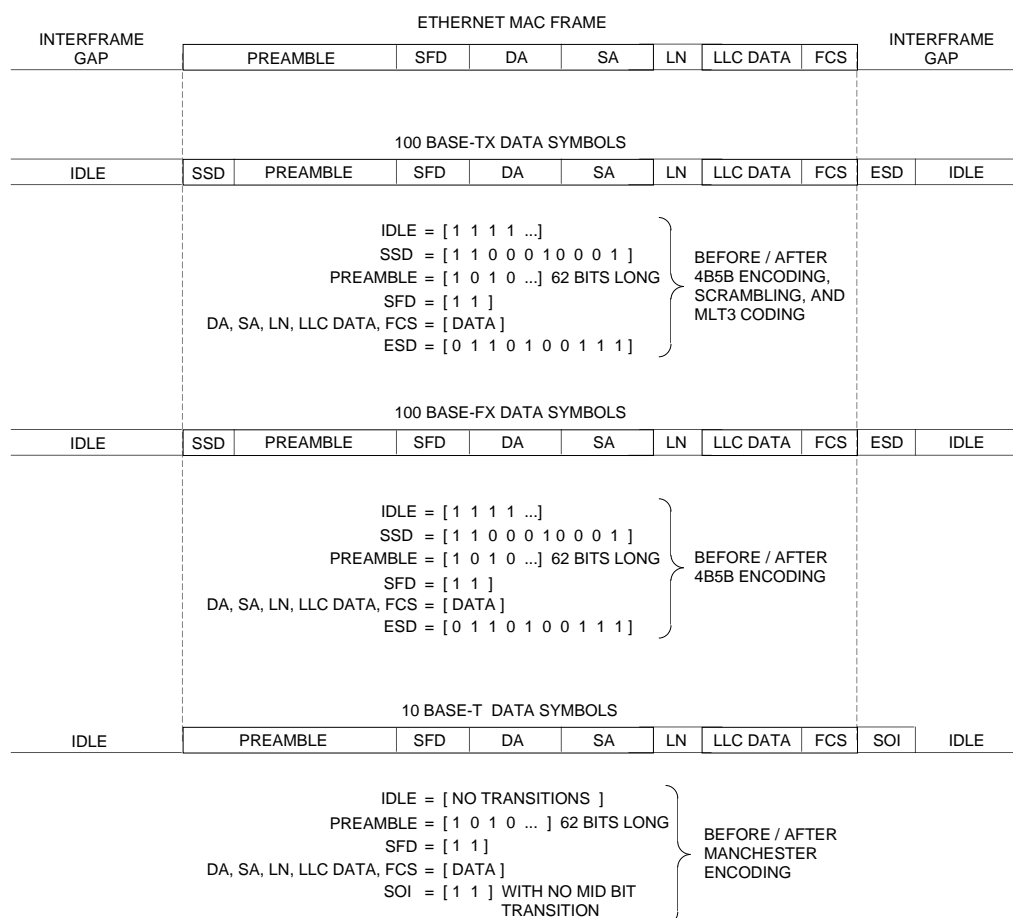 ETHERNET MAC FRAME
INTERFRAME GAP
PREAMBLE SFD DA SA LN LLC DATA FCS
INTERFRAME GAP
100 BASE-TX DATA SYMBOLS
IDLE SSD PREAMBLE SFD DA SA LN LLC DATA FCS ESD IDLE
IDLE = [ 1 1 1 1 ...]
SSD = [ 1 1 0 0 0 1 0 0 0 1 ]
PREAMBLE = [ 1 0 1 0 ...] 62 BITS LONG
SFD = [ 1 1 ]
DA, SA, LN, LLC DATA, FCS = [ DATA ]
ESD = [ 0 1 1 0 1 0 0 1 1 1 ]
BEFORE / AFTER
4B5B ENCODING,
SCRAMBLING, AND
MLT3 CODING
100 BASE-FX DATA SYMBOLS
IDLE SSD PREAMBLE SFD DA SA LN LLC DATA FCS ESD IDLE
IDLE = [ 1 1 1 1 ...]
SSD = [ 1 1 0 0 0 1 0 0 0 1 ]
PREAMBLE = [ 1 0 1 0 ...] 62 BITS LONG
SFD = [ 1 1 ]
DA, SA, LN, LLC DATA, FCS = [ DATA ]
ESD = [ 0 1 1 0 1 0 0 1 1 1 ]
BEFORE / AFTER
4B5B ENCODING
10 BASE-T DATA SYMBOLS
IDLE PREAMBLE SFD DA SA LN LLC DATA FCS SOI IDLE
IDLE = [ NO TRANSITIONS ]
PREAMBLE = [ 1 0 1 0 ... ] 62 BITS LONG
SFD = [ 1 1 ]
DA, SA, LN, LLC DATA, FCS = [ DATA ]
SOI = [ 1 1 ] WITH NO MID BIT
TRANSITION
BEFORE / AFTER
MANCHESTER
ENCODING